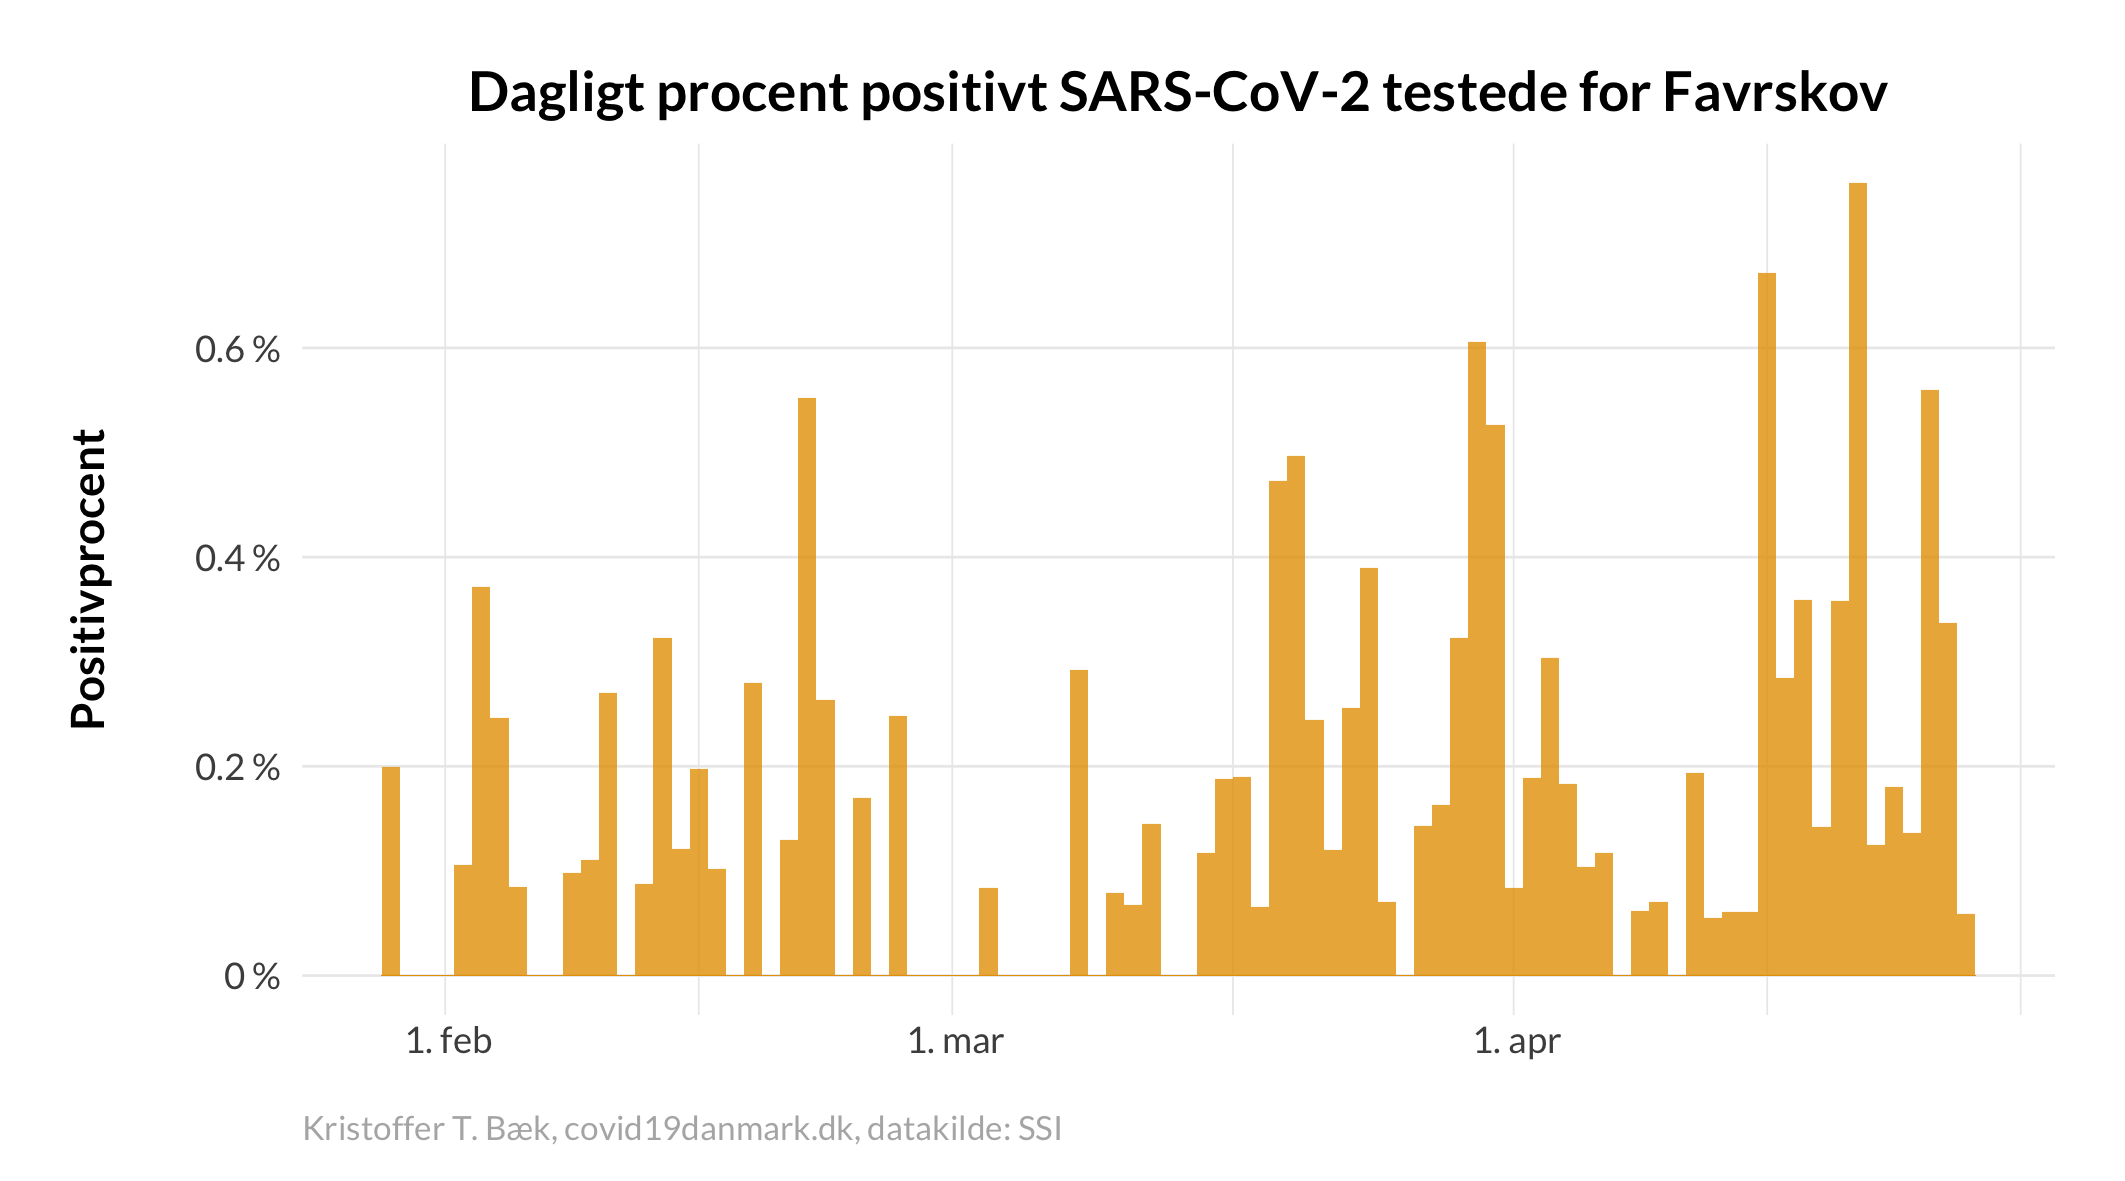 Dagligt procent positivt SARS-CoV-2 testede for Favrskov
Positivprocent
0.6 %
0.4 %
0.2 %
0 %
1. feb
1. mar
1. apr
Kristoffer T. Bæk, covid19danmark.dk, datakilde: SSI